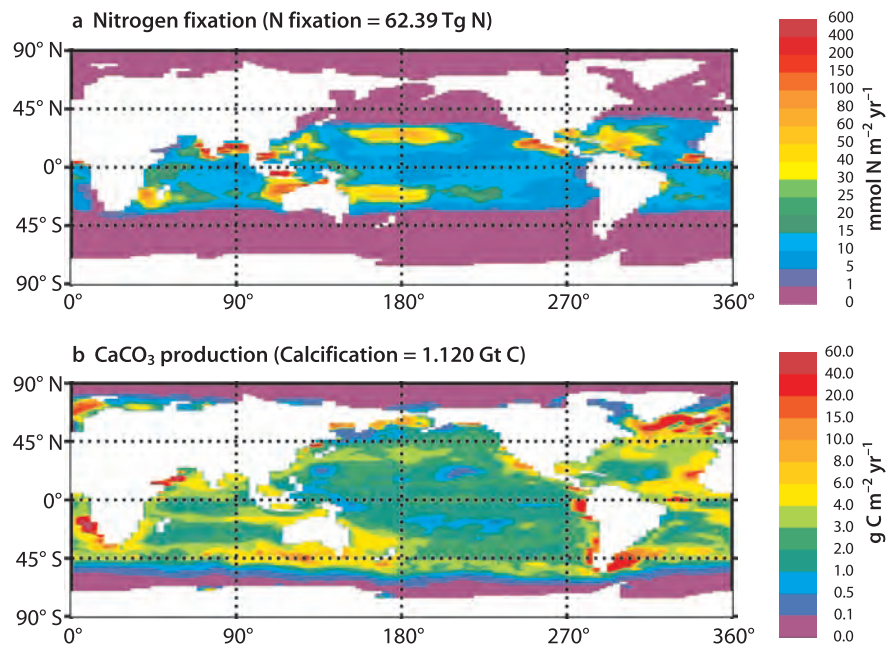 a Nitrogen fixation (N fixation = 62.39 Tg N)
90° N
45° N
0°
45° S
90° S
0° 90° 180° 270° 360°
600
400
200
150
100
80
60
50
40
30
25
20
15
10
5
1
0
mmol N m⁻² yr⁻¹
b CaCO₃ production (Calcification = 1.120 Gt C)
90° N
45° N
0°
45° S
90° S
0° 90° 180° 270° 360°
60.0
40.0
20.0
15.0
10.0
8.0
6.0
4.0
3.0
2.0
1.0
0.5
0.1
0.0
g C m⁻² yr⁻¹